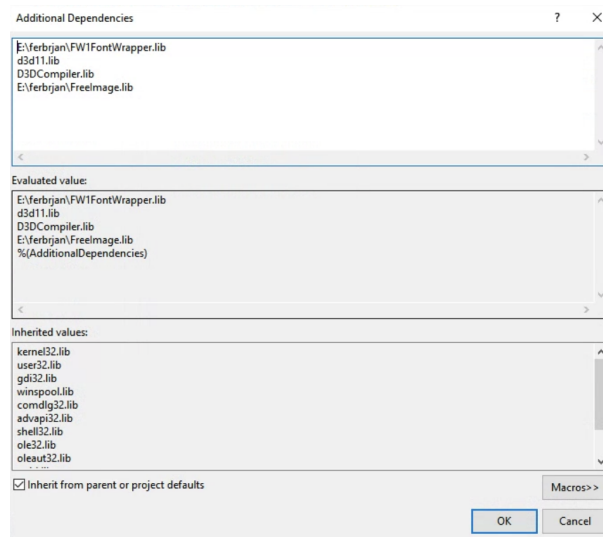 Additional Dependencies
?
X
E:\ferbrjan\FW1FontWrapper.lib
d3d11.lib
D3DCompiler.lib
E:\ferbrjan\FreeImage.lib
Evaluated value:
E:\ferbrjan\FW1FontWrapper.lib
d3d11.lib
D3DCompiler.lib
E:\ferbrjan\FreeImage.lib
%(AdditionalDependencies)
Inherited values:
kernel32.lib
user32.lib
gdi32.lib
winspool.lib
comdlg32.lib
advapi32.lib
shell32.lib
ole32.lib
oleaut32.lib
Inherit from parent or project defaults
Macros>>
OK
Cancel